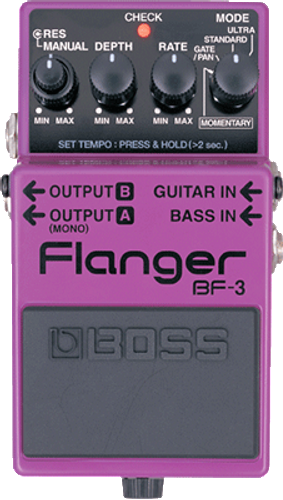 CHECK
MODE
RES
MANUAL DEPTH RATE
ULTRA
STANDARD
GATE
/PAN
MIN MAX MIN MAX MIN MAX MOMENTARY
SET TEMPO : PRESS & HOLD (>2 sec.)
OUTPUT B GUITAR IN
OUTPUT A BASS IN
(MONO)
Flanger
BF-3
BOSS